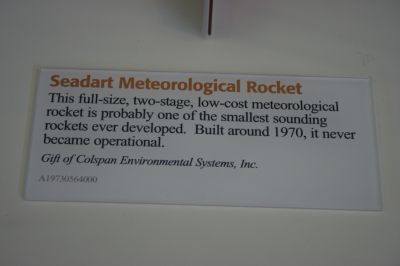 Seadart Meteorological Rocket
This full-size, two-stage, low-cost meteorological
rocket is probably one of the smallest sounding
rockets ever developed.  Built around 1970, it never
became operational.
Gift of Colspan Environmental Systems, Inc.
A19730564000